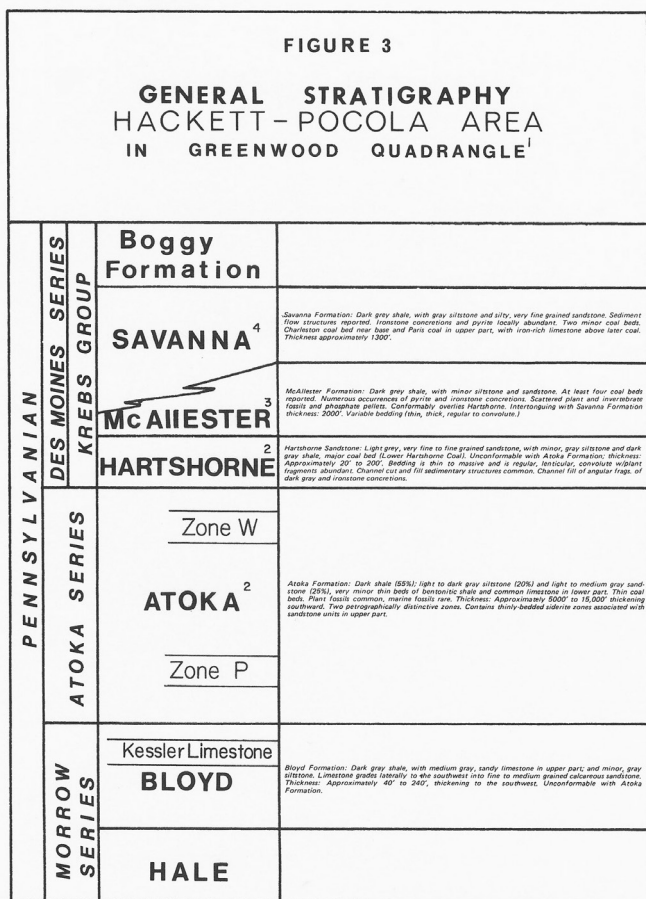 FIGURE 3
GENERAL STRATIGRAPHY
HACKETT-POCOLA AREA
IN GREENWOOD QUADRANGLE1
PENNSYLVANIAN
DES MOINES SERIES
KREBS GROUP
Boggy
Formation
SAVANNA4
Savanna Formation: Dark grey shale, with gray siltstone and silty, very fine grained sandstone. Sediment
flow structures reported. Ironstone concretions and pyrite locally abundant. Two minor coal beds.
Charleston coal bed near base and Paris coal in upper part, with iron-rich limestone above later coal.
Thickness approximately 1300'.
McAllESTER3
McAllester Formation: Dark grey shale, with minor siltstone and sandstone. At least four coal beds
reported. Numerous occurrences of pyrite and ironstone concretions. Scattered plant and invertebrate
fossils and phosphate pellets. Conformably overlies Hartshorne. Intertonguing with Savanna Formation
thickness: 2000'. Variable bedding (thin, thick, regular to convolute.)
HARTSHORNE2
Hartshorne Sandstone: Light grey, very fine to fine grained sandstone, with minor, gray siltstone and dark
gray shale, major coal bed (Lower Hartshorne Coal). Unconformable with Atoka Formation; thickness:
Approximately 20' to 200'. Bedding is thin to massive and is regular, lenticular, convolute w/plant
fragments abundant. Channel cut and fill sedimentary structures common. Channel fill of angular frags. of
dark gray and ironstone concretions.
ATOKA SERIES
Zone W
ATOKA2
Zone P
Atoka Formation: Dark shale (55%); light to dark gray siltstone (20%) and light to medium gray sand-
stone (25%), very minor thin beds of bentonitic shale and common limestone in lower part. Thin coal
beds. Plant fossils common, marine fossils rare. Thickness: Approximately 5000' to 15,000' thickening
southward. Two petrographically distinctive zones. Contains thinly-bedded siderite zones associated with
sandstone units in upper part.
MORROW
SERIES
Kessler Limestone
BLOYD
Bloyd Formation: Dark gray shale, with medium gray, sandy limestone in upper part; and minor, gray
siltstone. Limestone grades laterally to the southwest into fine to medium grained calcareous sandstone.
Thickness: Approximately 40' to 240', thickening to the southwest. Unconformable with Atoka
Formation.
HALE